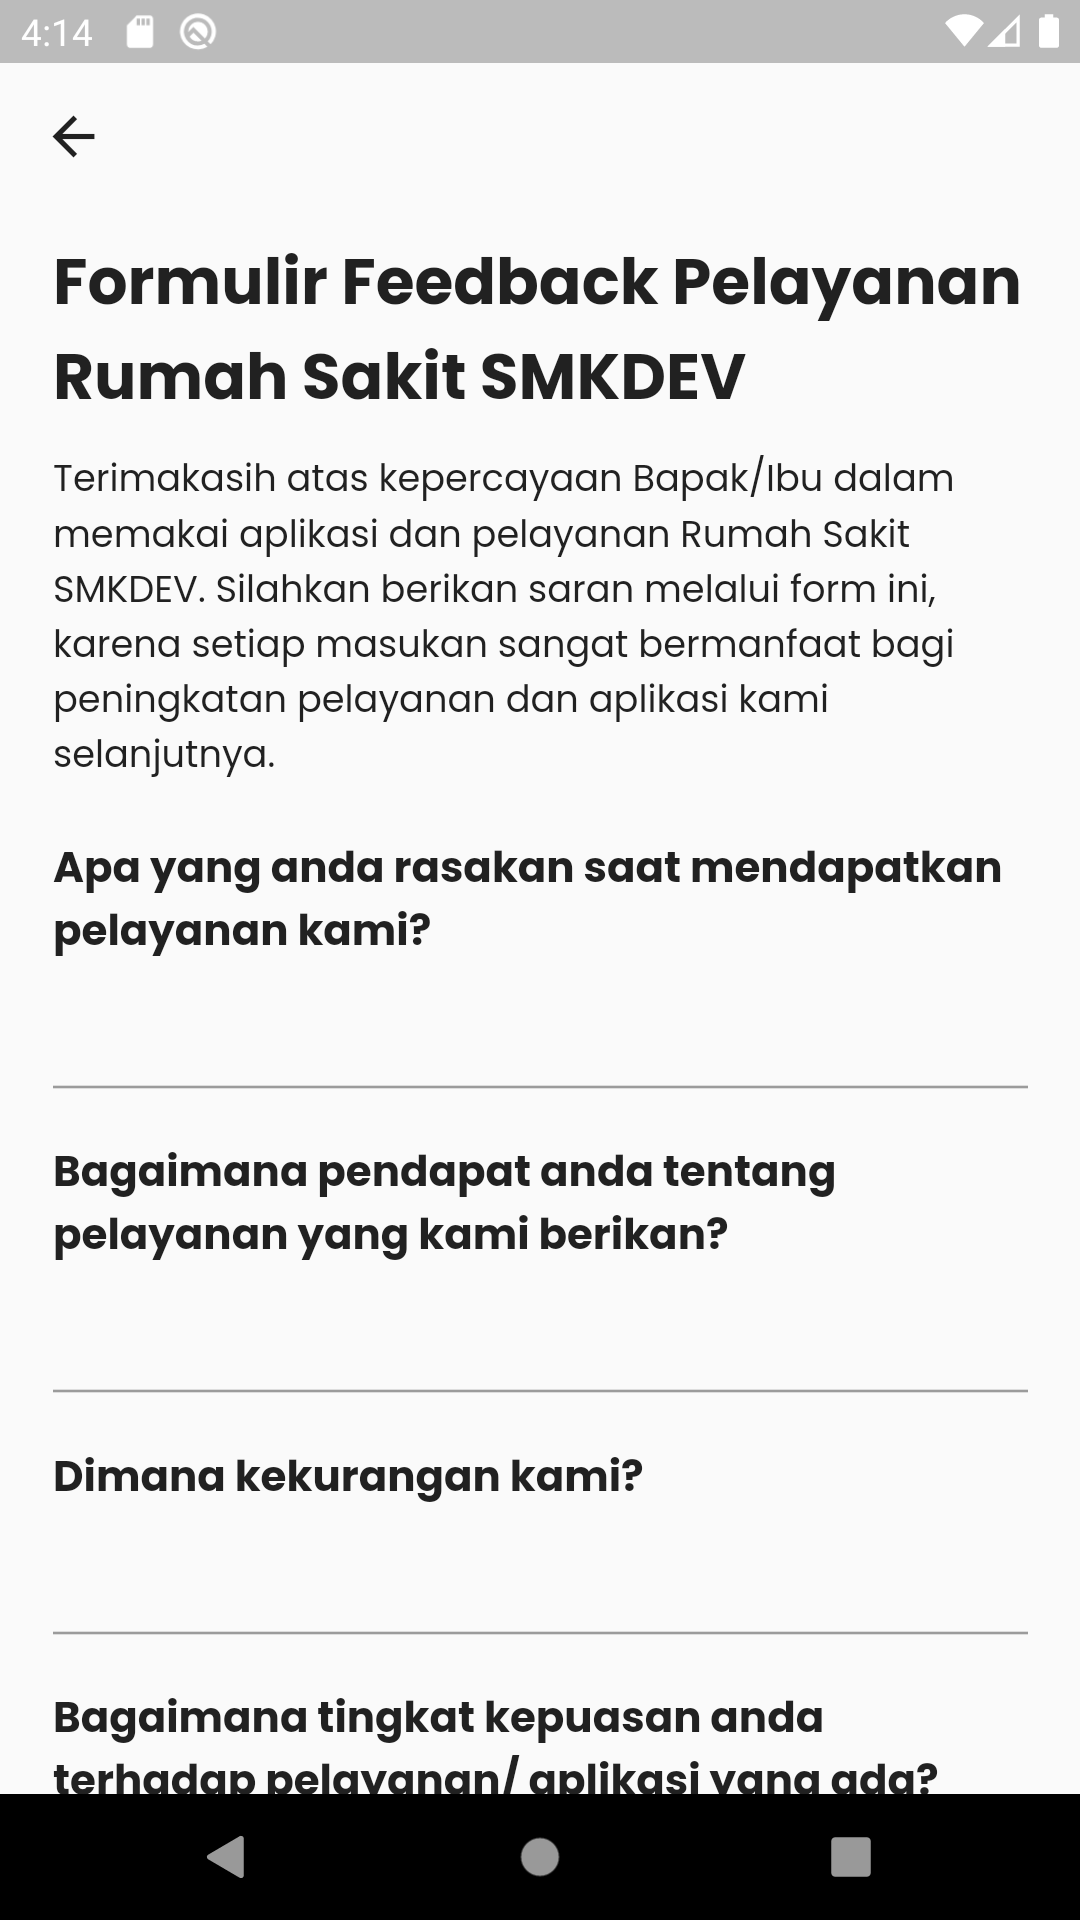 4:14
Formulir Feedback Pelayanan
Rumah Sakit SMKDEV
Terimakasih atas kepercayaan Bapak/Ibu dalam
memakai aplikasi dan pelayanan Rumah Sakit
SMKDEV. Silahkan berikan saran melalui form ini,
karena setiap masukan sangat bermanfaat bagi
peningkatan pelayanan dan aplikasi kami
selanjutnya.
Apa yang anda rasakan saat mendapatkan
pelayanan kami?
Bagaimana pendapat anda tentang
pelayanan yang kami berikan?
Dimana kekurangan kami?
Bagaimana tingkat kepuasan anda
terhadap pelayanan/ aplikasi yang ada?